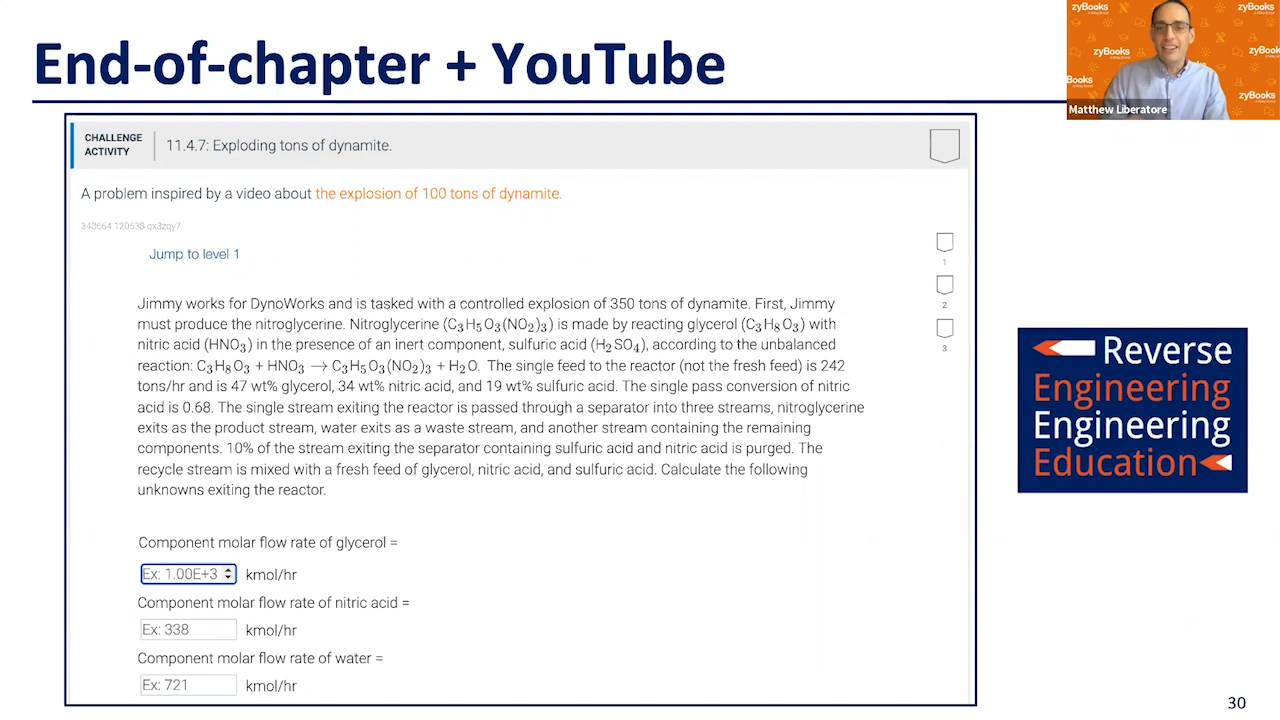 End-of-chapter + YouTube
zyBooks
zyBooks
zyBooks
zyBook
Books
zyBooks
Matthew Liberatore
CHALLENGE
ACTIVITY
11.4.7: Exploding tons of dynamite.
A problem inspired by a video about the explosion of 100 tons of dynamite.
Jump to level 1
1
2
3
Jimmy works for DynoWorks and is tasked with a controlled explosion of 350 tons of dynamite. First, Jimmy
must produce the nitroglycerine. Nitroglycerine (C₃H₅O₃(NO₂)₃) is made by reacting glycerol (C₃H₈O₃) with
nitric acid (HNO₃) in the presence of an inert component, sulfuric acid (H₂SO₄), according to the unbalanced
reaction: C₃H₈O₃ + HNO₃ → C₃H₅O₃(NO₂)₃ + H₂O. The single feed to the reactor (not the fresh feed) is 242
tons/hr and is 47 wt% glycerol, 34 wt% nitric acid, and 19 wt% sulfuric acid. The single pass conversion of nitric
acid is 0.68. The single stream exiting the reactor is passed through a separator into three streams, nitroglycerine
exits as the product stream, water exits as a waste stream, and another stream containing the remaining
components. 10% of the stream exiting the separator containing sulfuric acid and nitric acid is purged. The
recycle stream is mixed with a fresh feed of glycerol, nitric acid, and sulfuric acid. Calculate the following
unknowns exiting the reactor.
Component molar flow rate of glycerol =
Ex: 1.00E+3 kmol/hr
Component molar flow rate of nitric acid =
Ex: 338 kmol/hr
Component molar flow rate of water =
Ex: 721 kmol/hr
Reverse
Engineering
Engineering
Education
30